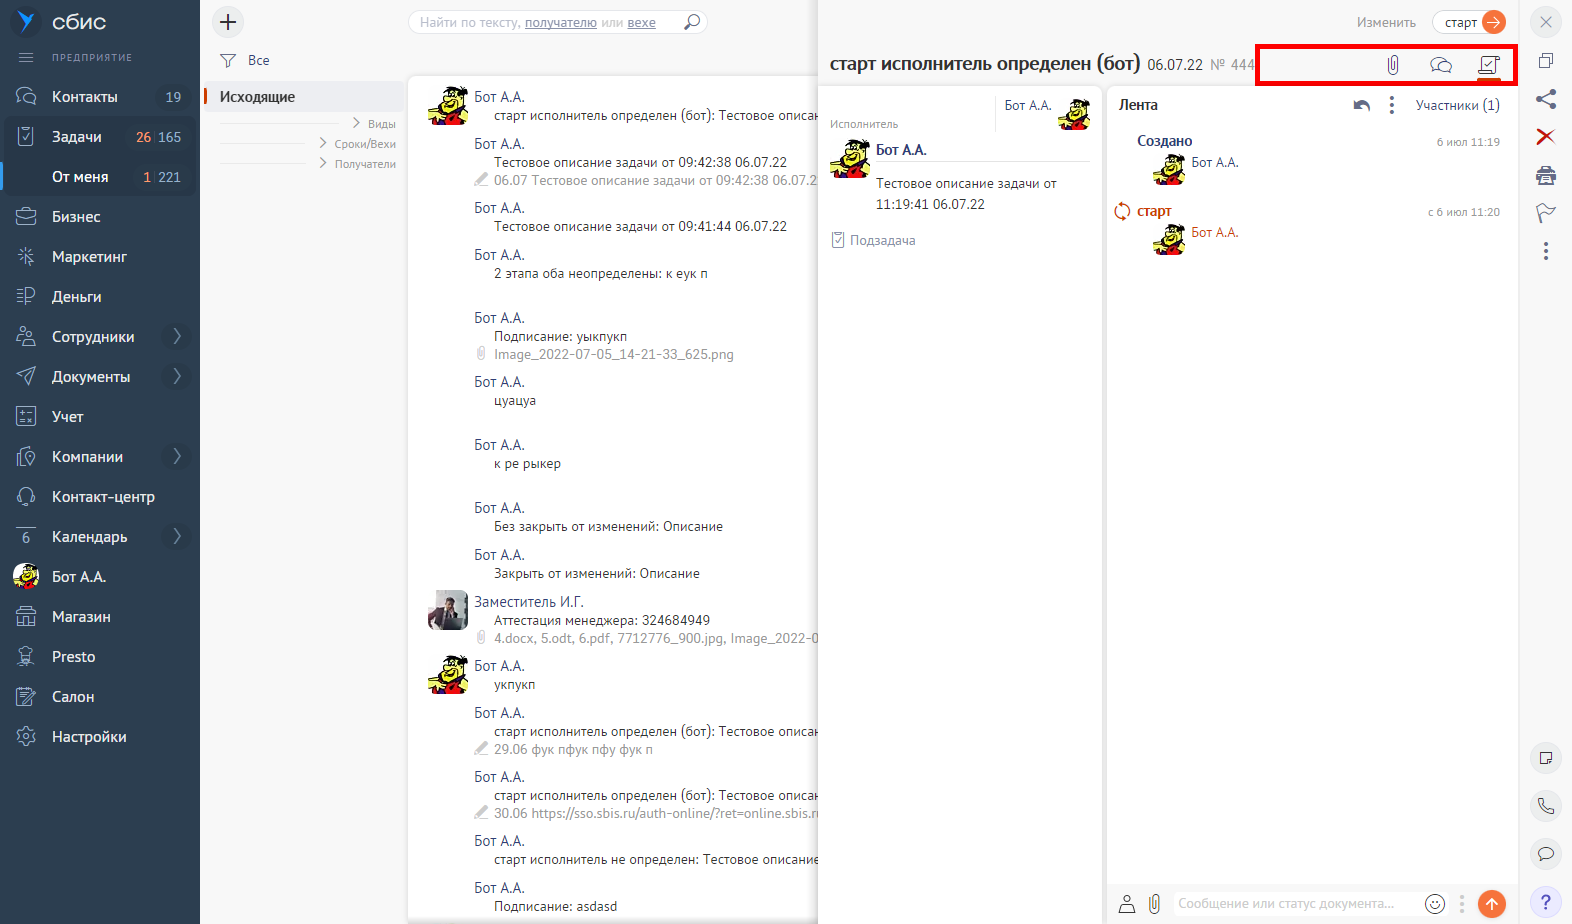 сбис
ПРЕДПРИЯТИЕ
Контакты 19
Задачи 26 165
От меня 1 221
Бизнес
Маркетинг
Деньги
Сотрудники
Документы
Учет
Компании
Контакт-центр
6 Календарь
Бот А.А.
Магазин
Presto
Салон
Настройки
Найти по тексту, получателю или вехе
Все
Исходящие
Виды
Сроки/Вехи
Получатели
Бот А.А.
старт исполнитель определен (бот): Тестовое описан
Бот А.А.
Тестовое описание задачи от 09:42:38 06.07.22
06.07 Тестовое описание задачи от 09:42:38 06.07.2
Бот А.А.
Тестовое описание задачи от 09:41:44 06.07.22
Бот А.А.
2 этапа оба неопределены: к еук п
Бот А.А.
Подписание: уыкпукп
Image_2022-07-05_14-21-33_625.png
Бот А.А.
цуацуа
Бот А.А.
к ре рыкер
Бот А.А.
Без закрыть от изменений: Описание
Бот А.А.
Закрыть от изменений: Описание
Заместитель И.Г.
Аттестация менеджера: 324684949
4.docx, 5.odt, 6.pdf, 7712776_900.jpg, Image_2022-0
Бот А.А.
укпукп
Бот А.А.
старт исполнитель определен (бот): Тестовое описан
29.06 фук пфук пфу фук п
Бот А.А.
старт исполнитель определен (бот): Тестовое описан
30.06 https://sso.sbis.ru/auth-online/?ret=online.sbis.r
Бот А.А.
старт исполнитель не определен: Тестовое описание
Бот А.А.
Подписание: asdasd
Изменить старт
старт исполнитель определен (бот) 06.07.22 № 444
Бот А.А.
Исполнитель
Бот А.А.
Тестовое описание задачи от
11:19:41 06.07.22
Подзадача
Лента Участники (1)
Создано 6 июл 11:19
Бот А.А.
старт с 6 июл 11:20
Бот А.А.
Сообщение или статус документа...
?